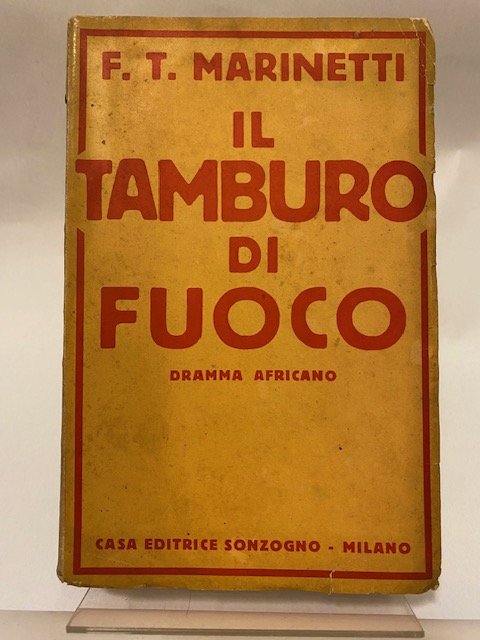 F. T. MARINETTI
IL
TAMBURO
DI
FUOCO
DRAMMA AFRICANO
CASA EDITRICE SONZOGNO - MILANO